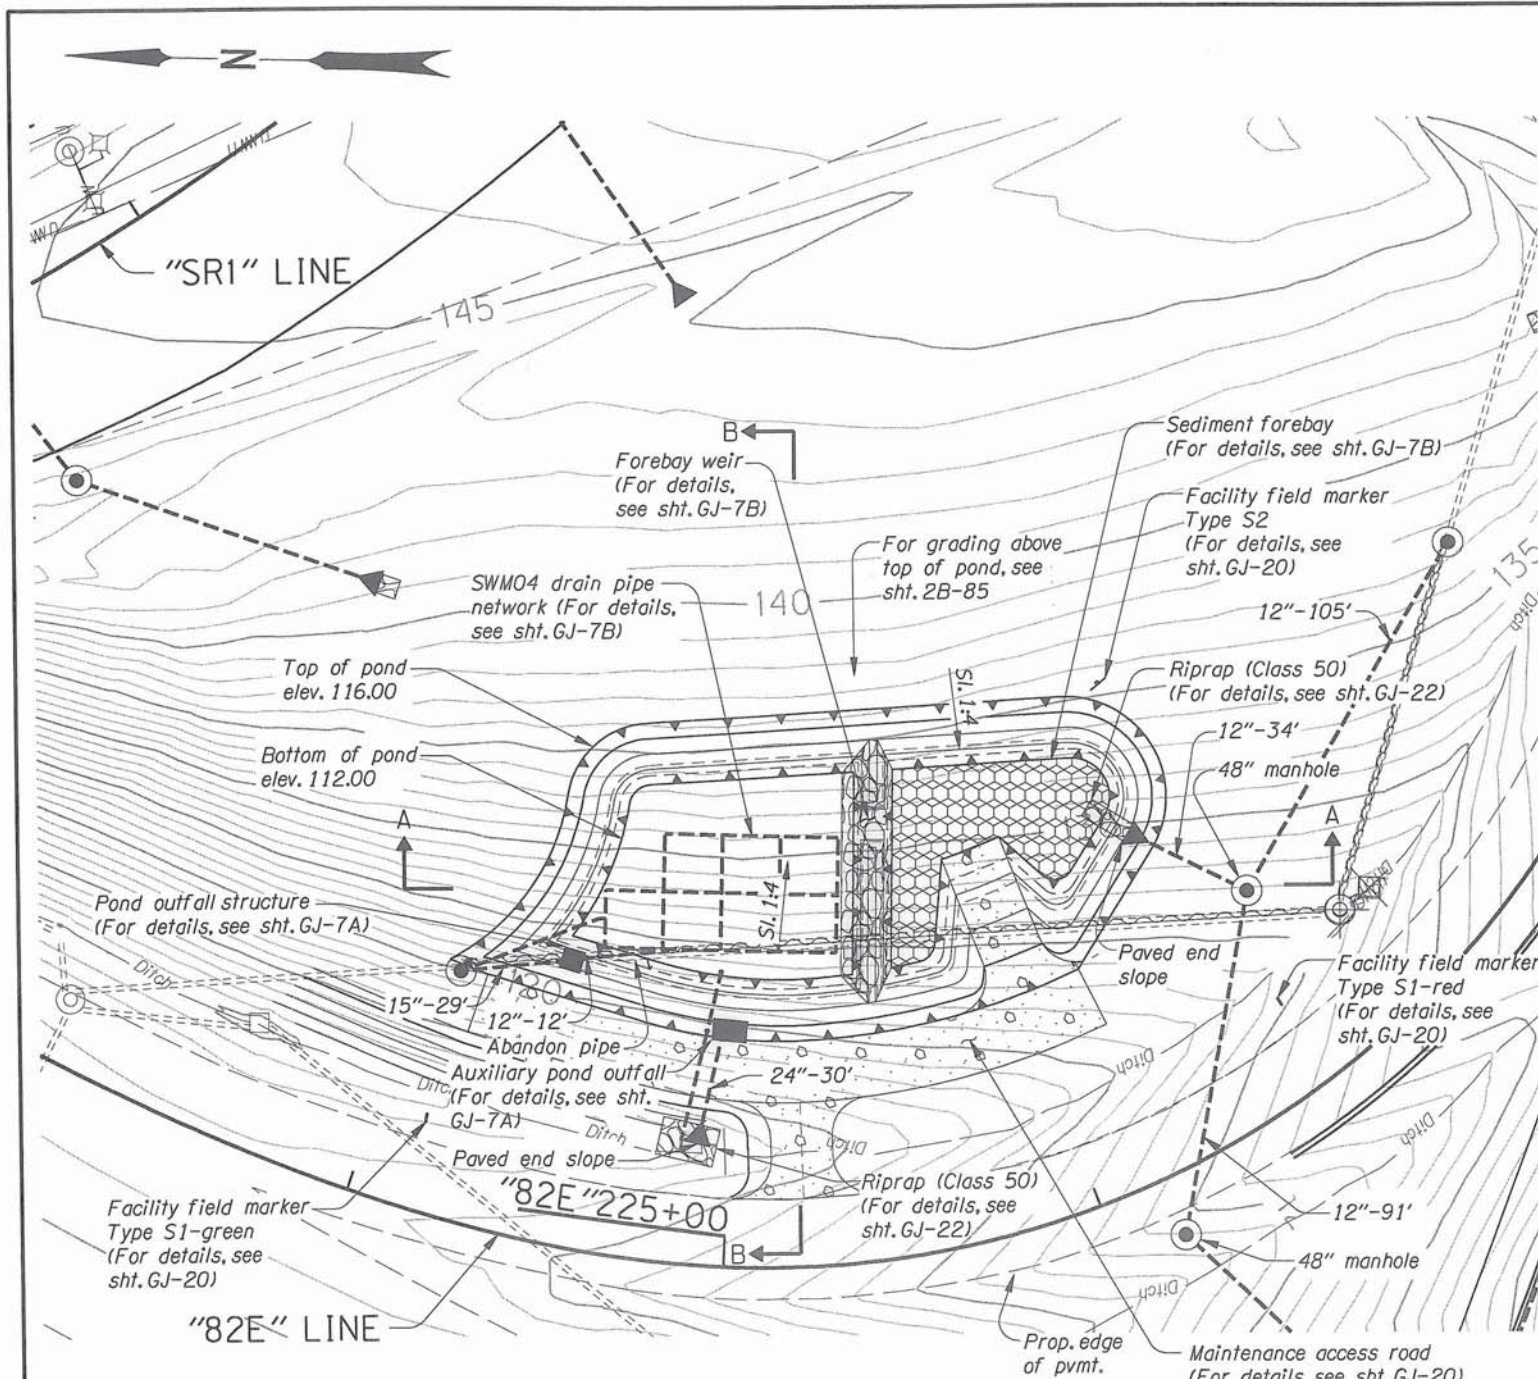 N
"SR1" LINE
145
B
Sediment forebay
(For details, see sht. GJ-7B)
Forebay weir
(For details,
see sht. GJ-7B)
Facility field marker
Type S2
(For details, see
sht. GJ-20)
135
Ditch
For grading above
top of pond, see
sht. 2B-85
SWM04 drain pipe
network (For details,
see sht. GJ-7B)
140
12"-105'
Top of pond
elev. 116.00
Sl. 1:4
Riprap (Class 50)
(For details, see sht. GJ-22)
12"-34'
Bottom of pond
elev. 112.00
48" manhole
A
A
Pond outfall structure
(For details, see sht. GJ-7A)
Sl. 1:4
Ditch
Paved end
slope
Facility field marker
Type S1-red
(For details, see
sht. GJ-20)
120
15"-29'
12"-12'
Abandon pipe
Auxiliary pond outfall
(For details, see sht.
GJ-7A)
24"-30'
Ditch
Ditch
Ditch
Ditch
Ditch
Ditch
Paved end slope
"82E" 225+00
Riprap (Class 50)
(For details, see
sht. GJ-22)
Facility field marker
Type S1-green
(For details, see
sht. GJ-20)
12"-91'
B
48" manhole
Ditch
"82E" LINE
Prop. edge
of pvmt.
Maintenance access road
(For details, see sht. GJ-20)